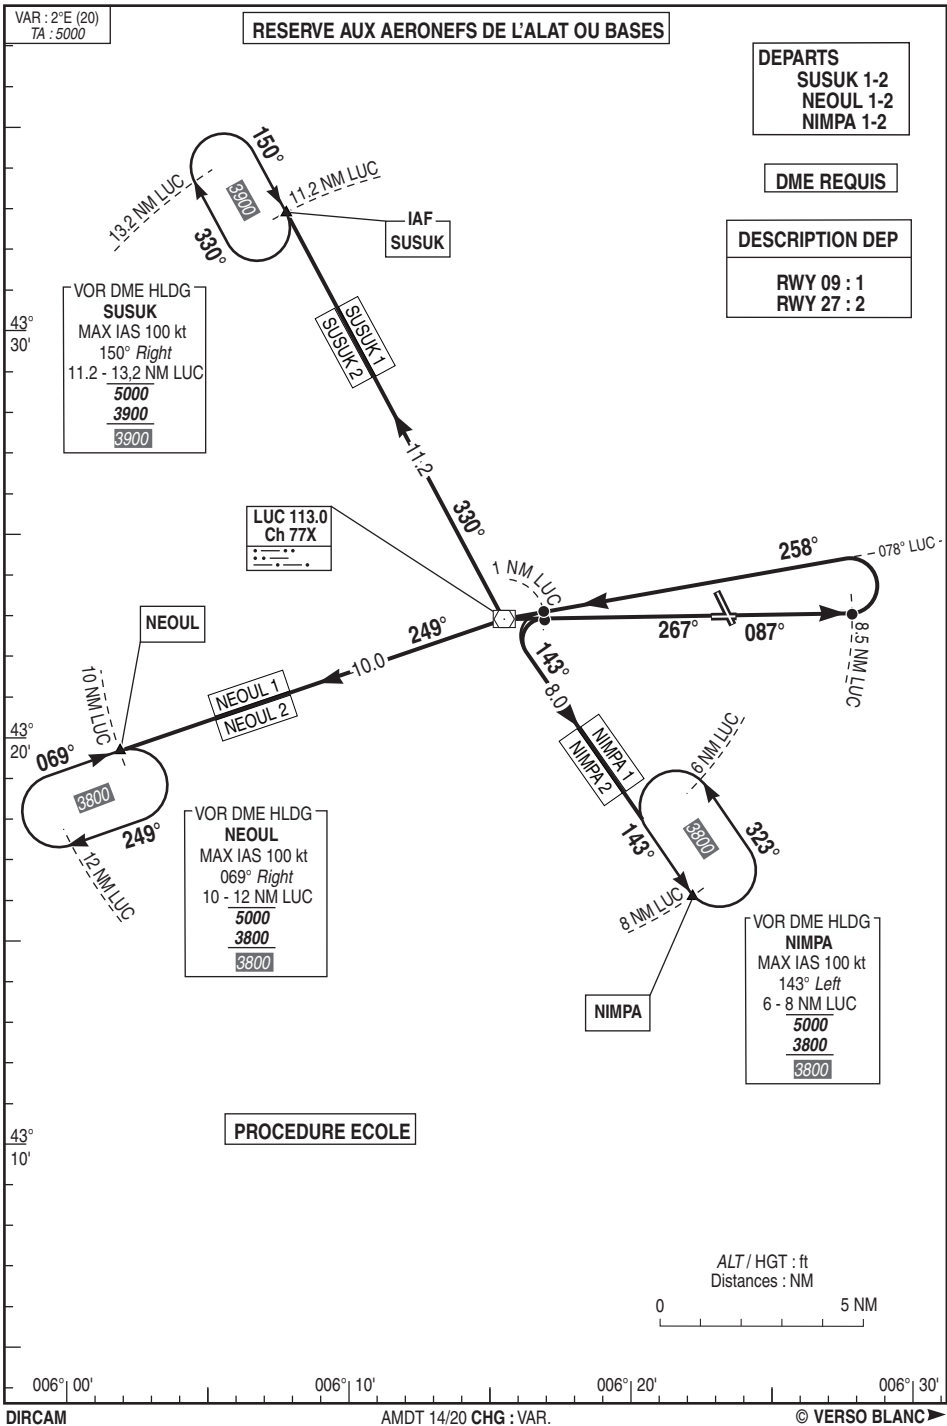 VAR : 2°E (20)
TA : 5000
RESERVE AUX AERONEFS DE L'ALAT OU BASES
DEPARTS
SUSUK 1-2
NEOUL 1-2
NIMPA 1-2
DME REQUIS
DESCRIPTION DEP
RWY 09 : 1
RWY 27 : 2
150°
13.2 NM LUC
3900
11.2 NM LUC
330°
IAF
SUSUK
VOR DME HLDG
SUSUK
MAX IAS 100 kt
150° Right
11.2 - 13,2 NM LUC
5000
3900
3900
43°
30'
SUSUK 1
SUSUK 2
11.2
330°
LUC 113.0
Ch 77X
1 NM LUC
258°
078° LUC
267°
087°
8.5 NM LUC
NEOUL
249°
10.0
143°
8.0
10 NM LUC
NEOUL 1
NEOUL 2
43°
20'
069°
3800
249°
12 NM LUC
NIMPA 1
NIMPA 2
6 NM LUC
3800
143°
323°
8 NM LUC
VOR DME HLDG
NEOUL
MAX IAS 100 kt
069° Right
10 - 12 NM LUC
5000
3800
3800
VOR DME HLDG
NIMPA
MAX IAS 100 kt
143° Left
6 - 8 NM LUC
5000
3800
3800
NIMPA
43°
10'
PROCEDURE ECOLE
ALT / HGT : ft
Distances : NM
0 5 NM
006° 00' 006° 10' 006° 20' 006° 30'
DIRCAM AMDT 14/20 CHG : VAR. © VERSO BLANC